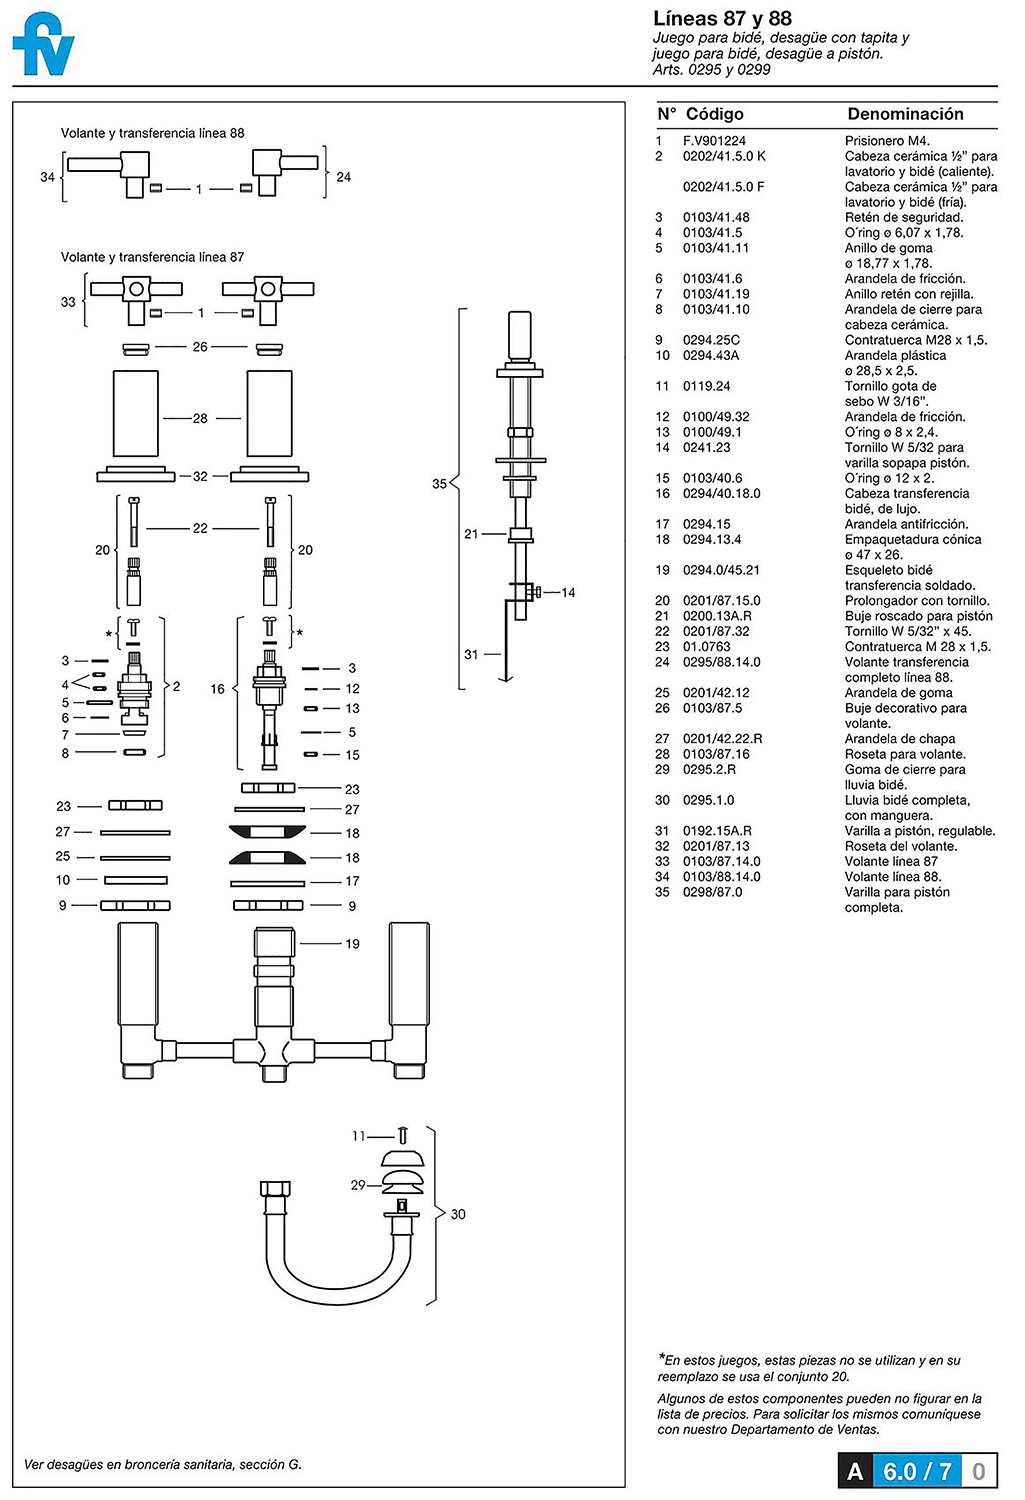 fv
Líneas 87 y 88
Juego para bidé, desagüe con tapita y
juego para bidé, desagüe a pistón.
Arts. 0295 y 0299
Volante y transferencia línea 88
34
1
24
Volante y transferencia línea 87
33
1
26
28
32
22
20
20
*
*
3
4
5
6
7
8
2
16
3
12
13
5
15
23
27
25
10
9
23
27
18
18
17
9
19
35
21
14
31
11
29
30
N° Código Denominación
1 F.V901224 Prisionero M4.
2 0202/41.5.0 K Cabeza cerámica ½” para
lavatorio y bidé (caliente).
0202/41.5.0 F Cabeza cerámica ½” para
lavatorio y bidé (fría).
3 0103/41.48 Retén de seguridad.
4 0103/41.5 O´ring ø 6,07 x 1,78.
5 0103/41.11 Anillo de goma
ø 18,77 x 1,78.
6 0103/41.6 Arandela de fricción.
7 0103/41.19 Anillo retén con rejilla.
8 0103/41.10 Arandela de cierre para
cabeza cerámica.
9 0294.25C Contratuerca M28 x 1,5.
10 0294.43A Arandela plástica
ø 28,5 x 2,5.
11 0119.24 Tornillo gota de
sebo W 3/16”.
12 0100/49.32 Arandela de fricción.
13 0100/49.1 O´ring ø 8 x 2,4.
14 0241.23 Tornillo W 5/32 para
varilla sopapa pistón.
15 0103/40.6 O´ring ø 12 x 2.
16 0294/40.18.0 Cabeza transferencia
bidé, de lujo.
17 0294.15 Arandela antifricción.
18 0294.13.4 Empaquetadura cónica
ø 47 x 26.
19 0294.0/45.21 Esqueleto bidé
transferencia soldado.
20 0201/87.15.0 Prolongador con tornillo.
21 0200.13A.R Buje roscado para pistón
22 0201/87.32 Tornillo W 5/32” x 45.
23 01.0763 Contratuerca M 28 x 1,5.
24 0295/88.14.0 Volante transferencia
completo línea 88.
25 0201/42.12 Arandela de goma
26 0103/87.5 Buje decorativo para
volante.
27 0201/42.22.R Arandela de chapa
28 0103/87.16 Roseta para volante.
29 0295.2.R Goma de cierre para
lluvia bidé.
30 0295.1.0 Lluvia bidé completa,
con manguera.
31 0192.15A.R Varilla a pistón, regulable.
32 0201/87.13 Roseta del volante.
33 0103/87.14.0 Volante línea 87
34 0103/88.14.0 Volante línea 88.
35 0298/87.0 Varilla para pistón
completa.
*En estos juegos, estas piezas no se utilizan y en su
reemplazo se usa el conjunto 20.
Algunos de estos componentes pueden no figurar en la
lista de precios. Para solicitar los mismos comuníquese
con nuestro Departamento de Ventas.
Ver desagües en broncería sanitaria, sección G.
A 6.0 / 7 0